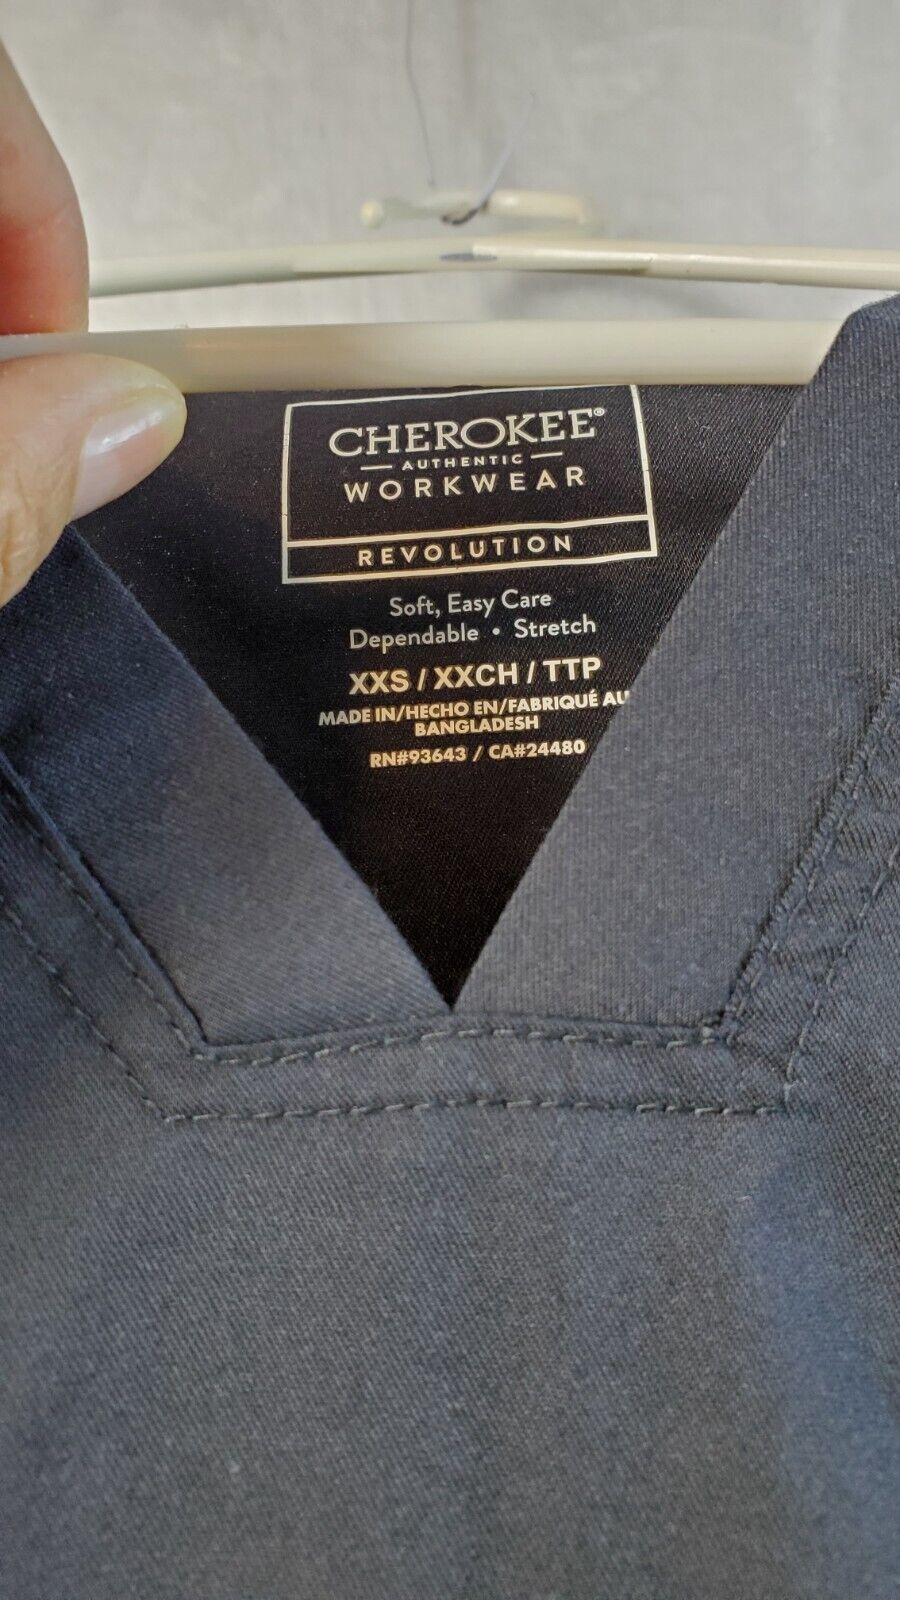 CHEROKEE®
AUTHENTIC
WORKWEAR
REVOLUTION
Soft, Easy Care
Dependable • Stretch
XXS / XXCH / TTP
MADE IN/HECHO EN/FABRIQUÉ AU
BANGLADESH
RN#93643 / CA#24480